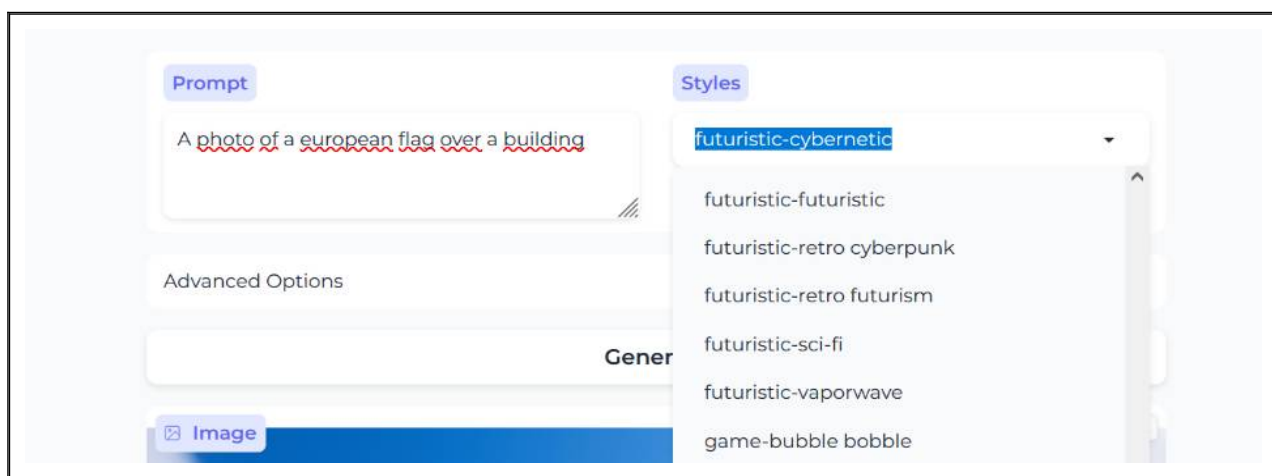 Prompt
A photo of a european flag over a building
Styles
futuristic-cybernetic
futuristic-futuristic
futuristic-retro cyberpunk
futuristic-retro futurism
futuristic-sci-fi
futuristic-vaporwave
game-bubble bobble
Advanced Options
Gener
Image